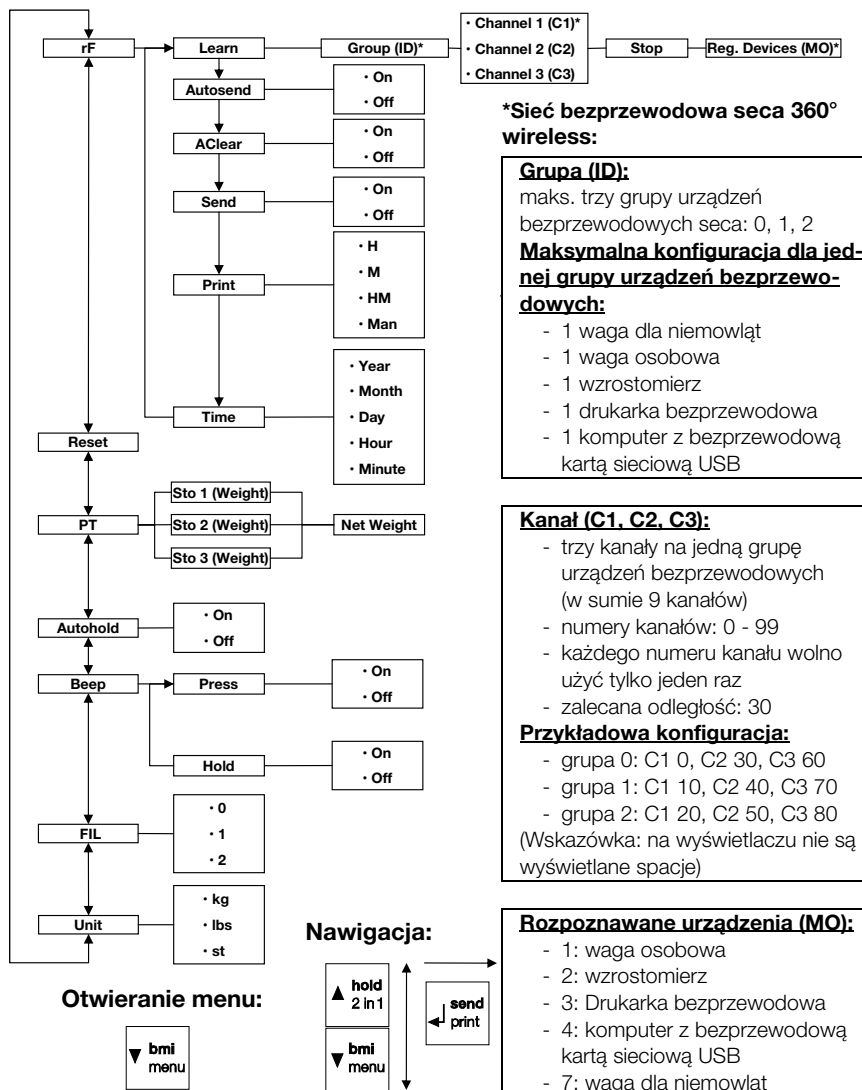 rF
Learn
Group (ID)*
· Channel 1 (C1)*
· Channel 2 (C2)
· Channel 3 (C3)
Stop
Reg. Devices (MO)*
Autosend
· On
· Off
AClear
· On
· Off
Send
· On
· Off
Print
· H
· M
· HM
· Man
Time
· Year
· Month
· Day
· Hour
· Minute
Reset
PT
Sto 1 (Weight)
Sto 2 (Weight)
Sto 3 (Weight)
Net Weight
Autohold
· On
· Off
Beep
Press
· On
· Off
Hold
· On
· Off
FIL
· 0
· 1
· 2
Unit
· kg
· lbs
· st
Otwieranie menu:
▼ bmi
menu
Nawigacja:
▲ hold
2 in 1
▼ bmi
menu
send
print
*Sieć bezprzewodowa seca 360°
wireless:
Grupa (ID):
maks. trzy grupy urządzeń
bezprzewodowych seca: 0, 1, 2
Maksymalna konfiguracja dla jed-
nej grupy urządzeń bezprzewo-
dowych:
- 1 waga dla niemowląt
- 1 waga osobowa
- 1 wzrostomierz
- 1 drukarka bezprzewodowa
- 1 komputer z bezprzewodową
kartą sieciową USB
Kanał (C1, C2, C3):
- trzy kanały na jedną grupę
urządzeń bezprzewodowych
(w sumie 9 kanałów)
- numery kanałów: 0 - 99
- każdego numeru kanału wolno
użyć tylko jeden raz
- zalecana odległość: 30
Przykładowa konfiguracja:
- grupa 0: C1 0, C2 30, C3 60
- grupa 1: C1 10, C2 40, C3 70
- grupa 2: C1 20, C2 50, C3 80
(Wskazówka: na wyświetlaczu nie są
wyświetlane spacje)
Rozpoznawane urządzenia (MO):
- 1: waga osobowa
- 2: wzrostomierz
- 3: Drukarka bezprzewodowa
- 4: komputer z bezprzewodową
kartą sieciową USB
- 7: waga dla niemowląt